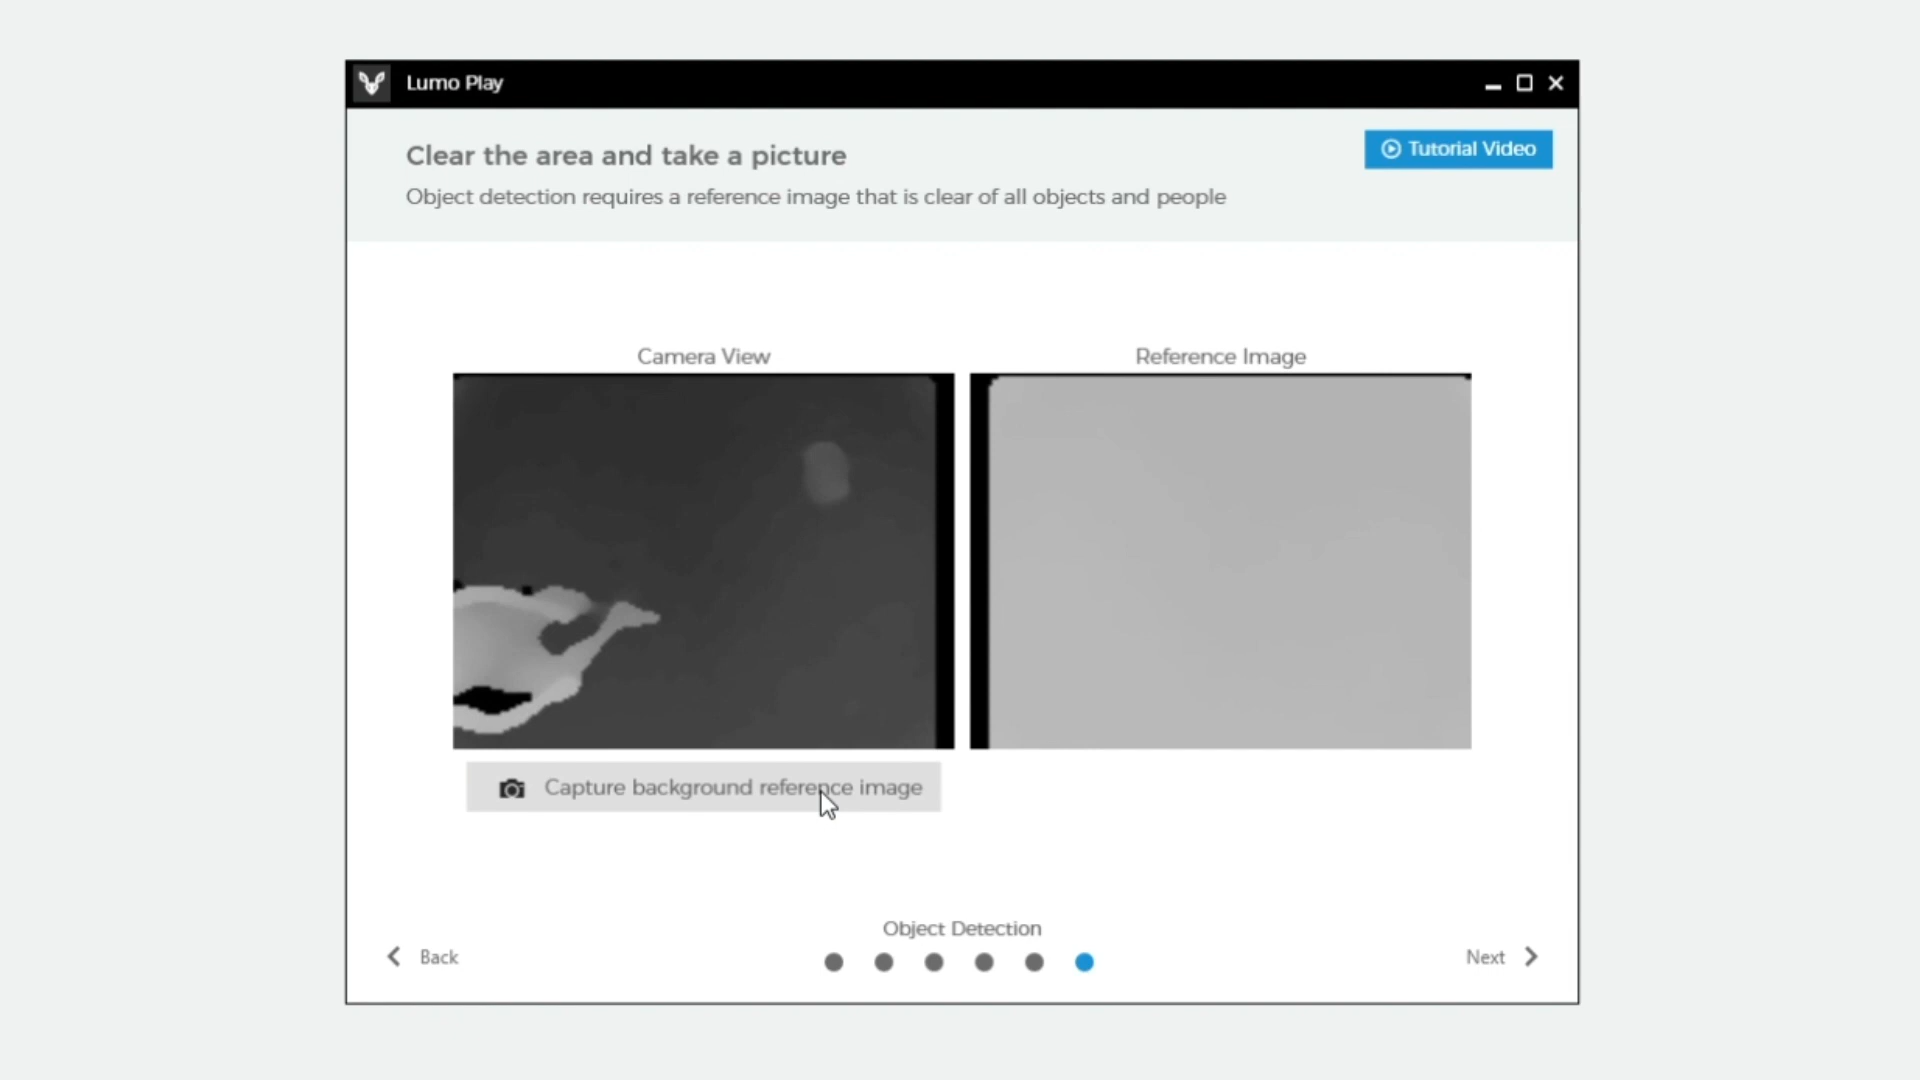 Lumo Play
Clear the area and take a picture
Tutorial Video
Object detection requires a reference image that is clear of all objects and people
Camera View
Reference Image
Capture background reference image
Object Detection
Back
Next